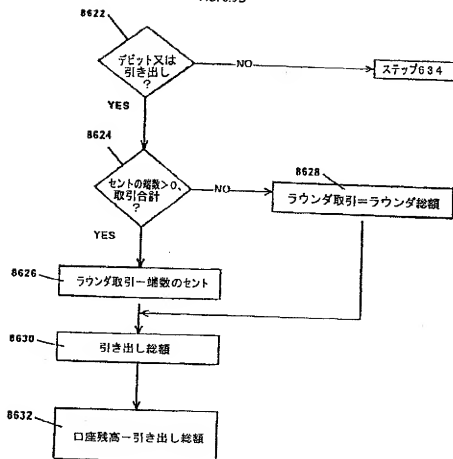 8622
デビット又は
引き出し
?
NO
ステップ634
YES
8624
セントの端数>0、
取引合計
?
NO
8628
ラウンダ取引=ラウンダ総額
YES
8626
ラウンダ取引-端数のセント
8630
引き出し総額
8632
口座残高-引き出し総額